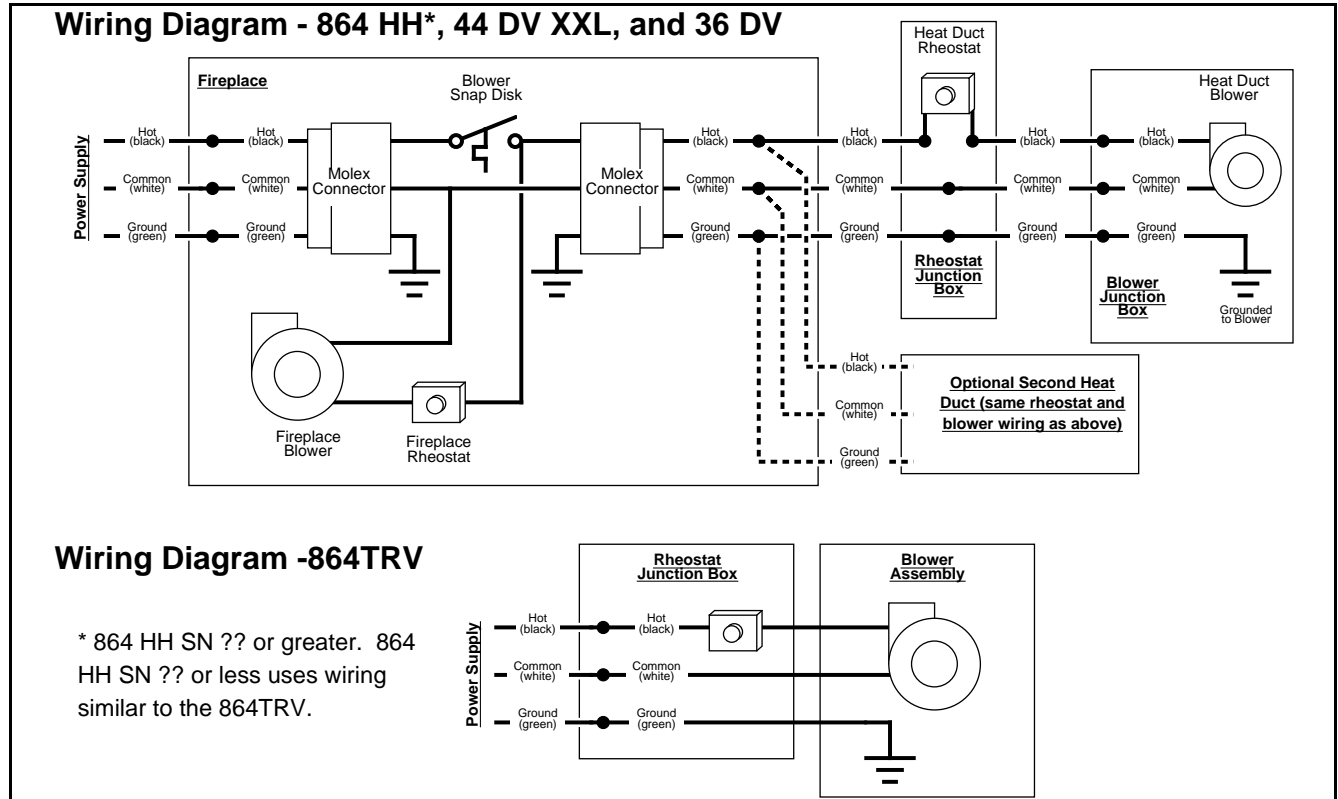 Wiring Diagram - 864 HH*, 44 DV XXL, and 36 DV
Fireplace
Blower
Snap Disk
Heat Duct
Rheostat
Heat Duct
Blower
Power Supply
Hot
(black)
Hot
(black)
Hot
(black)
Hot
(black)
Hot
(black)
Hot
(black)
Molex
Connector
Molex
Connector
Common
(white)
Common
(white)
Common
(white)
Common
(white)
Common
(white)
Common
(white)
Ground
(green)
Ground
(green)
Ground
(green)
Ground
(green)
Ground
(green)
Ground
(green)
Rheostat
Junction
Box
Blower
Junction
Box
Grounded
to Blower
Fireplace
Blower
Fireplace
Rheostat
Hot
(black)
Common
(white)
Ground
(green)
Optional Second Heat
Duct (same rheostat and
blower wiring as above)
Wiring Diagram -864TRV
* 864 HH SN ?? or greater. 864
HH SN ?? or less uses wiring
similar to the 864TRV.
Rheostat
Junction Box
Blower
Assembly
Power Supply
Hot
(black)
Hot
(black)
Common
(white)
Common
(white)
Ground
(green)
Ground
(green)